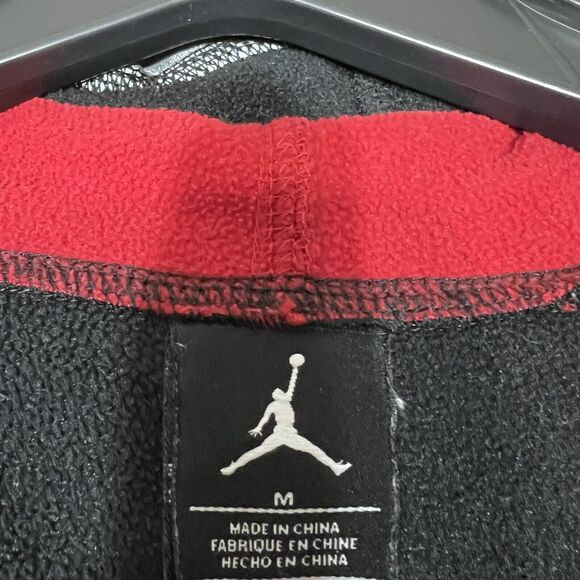 M
MADE IN CHINA
FABRIQUE EN CHINE
HECHO EN CHINA